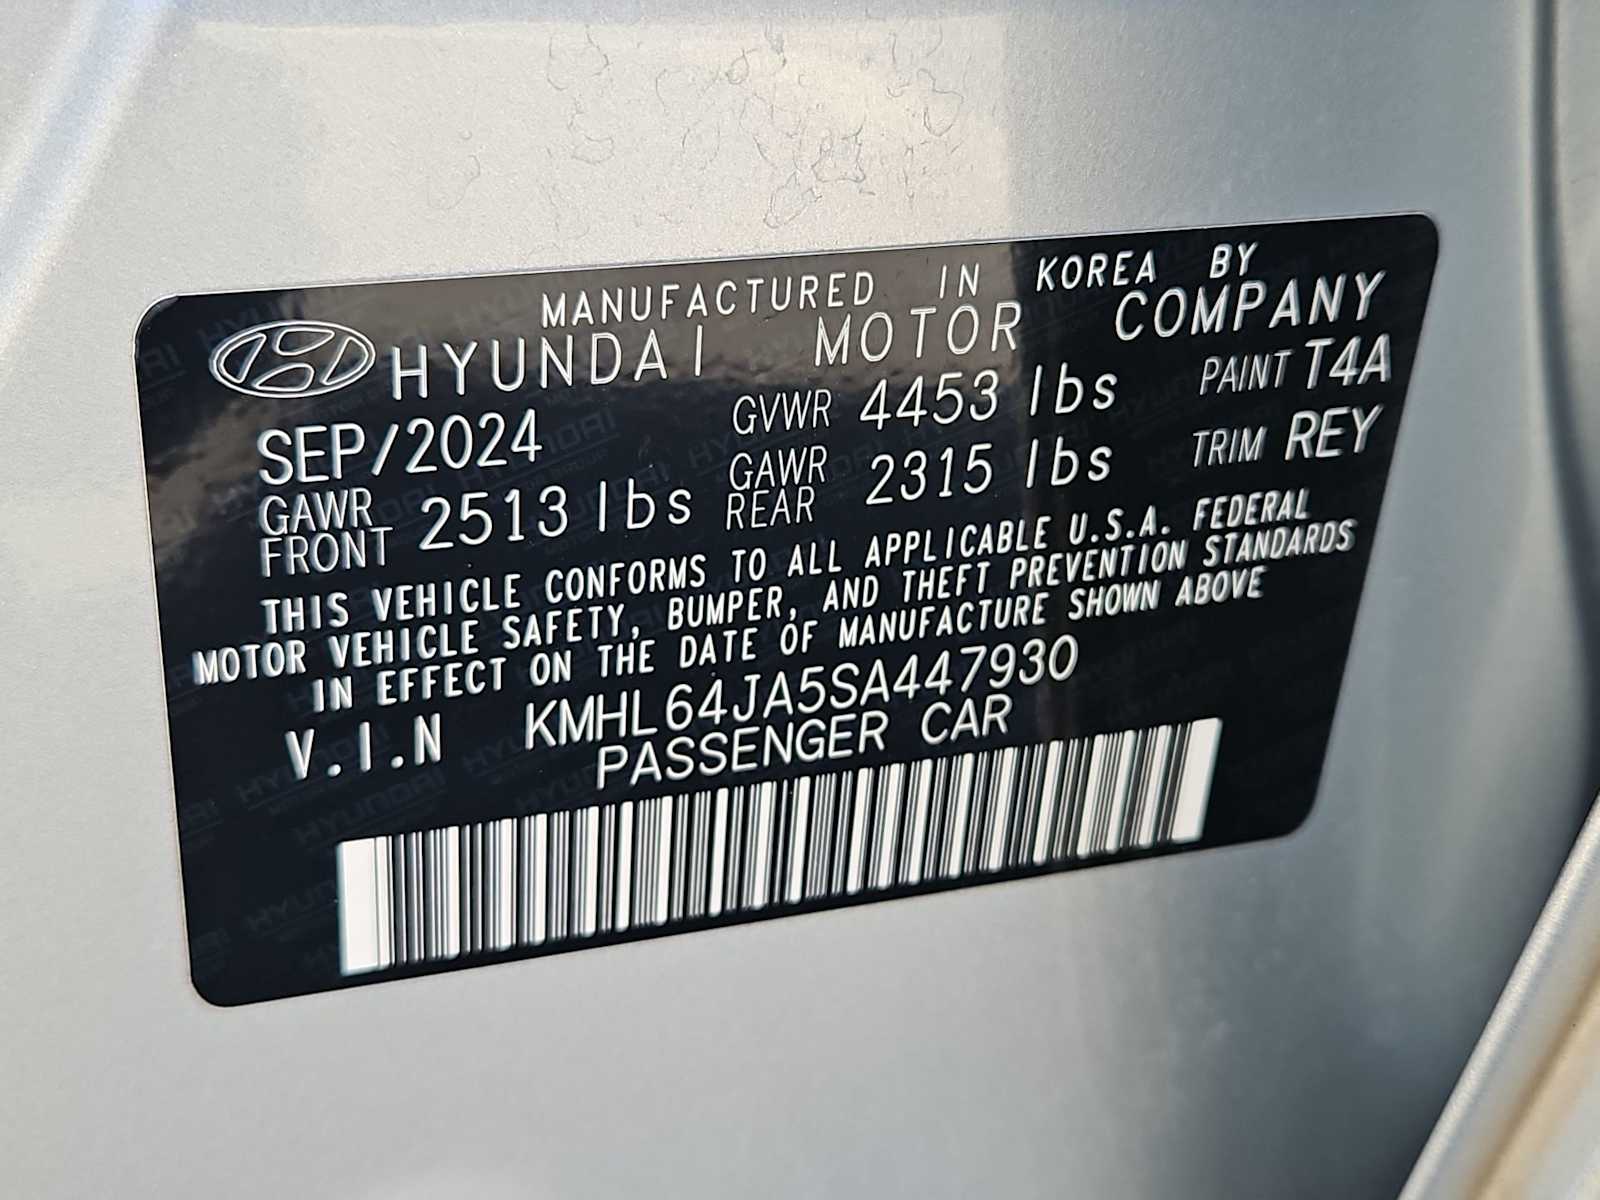 MANUFACTURED IN KOREA BY
HYUNDAI MOTOR COMPANY
SEP/2024 GVWR 4453 lbs PAINT T4A
GAWR FRONT 2513 lbs GAWR REAR 2315 lbs TRIM REY
THIS VEHICLE CONFORMS TO ALL APPLICABLE U.S.A. FEDERAL
MOTOR VEHICLE SAFETY, BUMPER, AND THEFT PREVENTION STANDARDS
IN EFFECT ON THE DATE OF MANUFACTURE SHOWN ABOVE
V.I.N KMHL64JA5SA447930
PASSENGER CAR